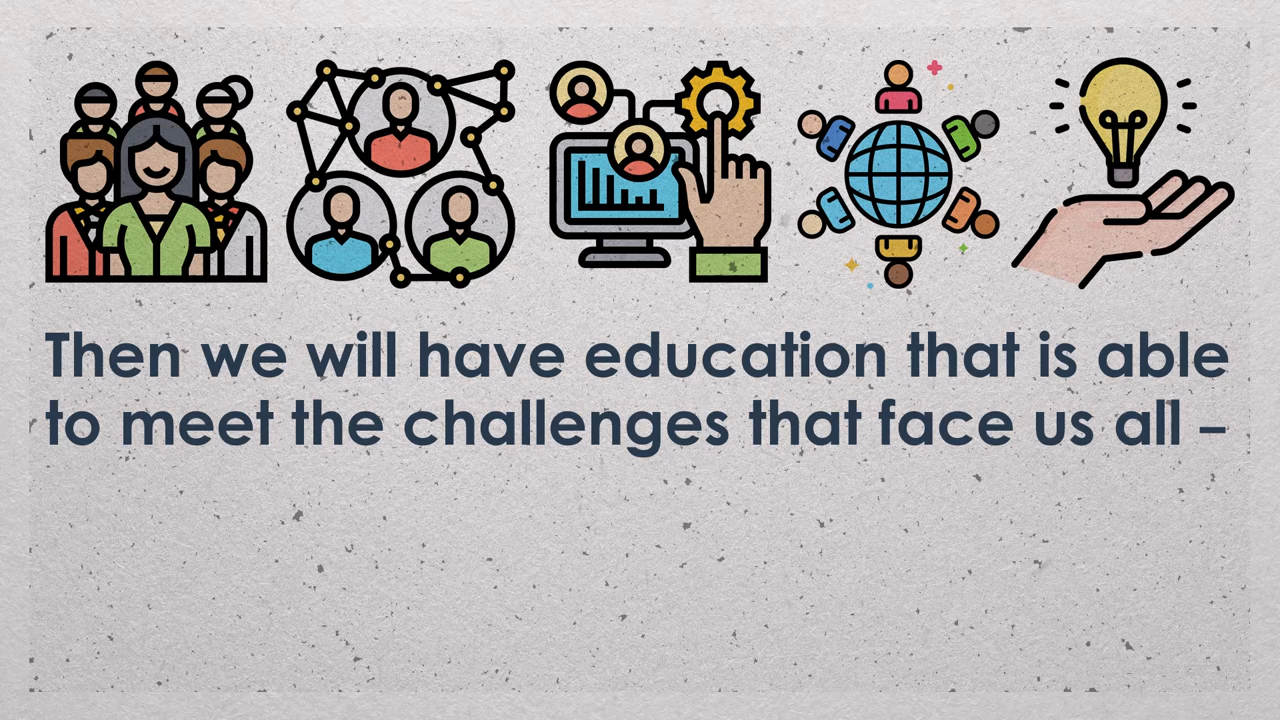 Then we will have education that is able
to meet the challenges that face us all –